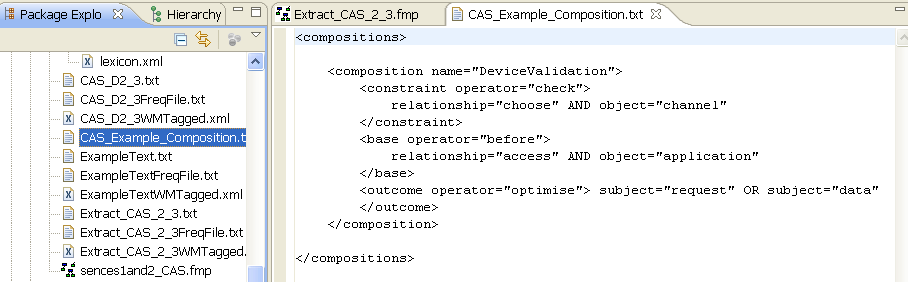 Package Explo
Hierarchy
lexicon.xml
CAS_D2_3.txt
CAS_D2_3FreqFile.txt
CAS_D2_3WMTagged.xml
CAS_Example_Composition.t
ExampleText.txt
ExampleTextFreqFile.txt
ExampleTextWMTagged.xml
Extract_CAS_2_3.txt
Extract_CAS_2_3FreqFile.txt
Extract_CAS_2_3WMTagged.
sences1and2_CAS.fmp
Extract_CAS_2_3.fmp
CAS_Example_Composition.txt
<compositions>
<composition name="DeviceValidation">
<constraint operator="check">
relationship="choose" AND object="channel"
</constraint>
<base operator="before">
relationship="access" AND object="application"
</base>
<outcome operator="optimise"> subject="request" OR subject="data"
</outcome>
</composition>
</compositions>